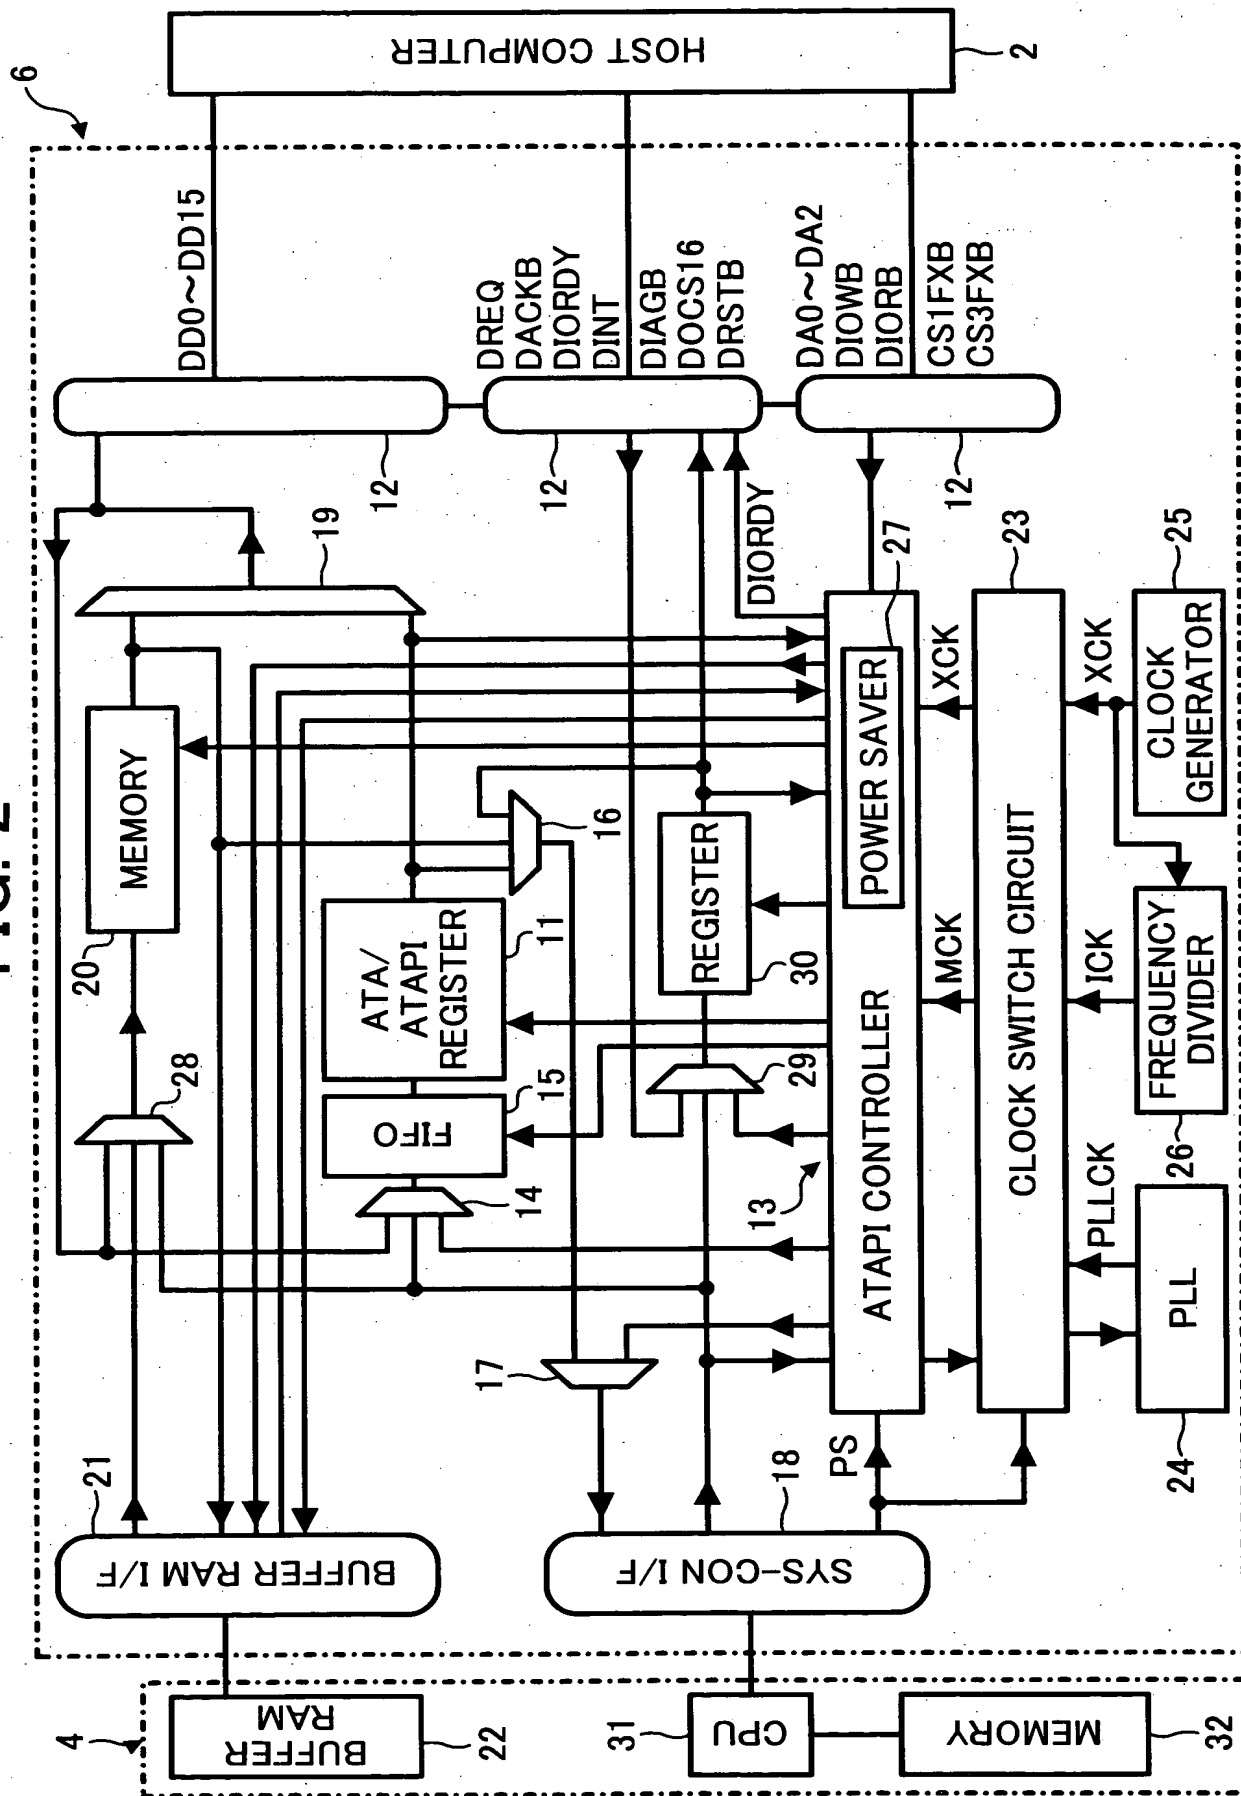 FIG. 2
6
HOST COMPUTER
2
DD0~DD15
DREQ
DACKB
DIORDY
DINT
DIAGB
DOCS16
DRSTB
DA0~DA2
DIOWB
DIORB
CS1FXB
CS3FXB
12
12
12
19
DIORDY
MEMORY
20
28
ATA/
ATAPI
REGISTER
11
FIFO
15
14
16
17
REGISTER
30
29
13
ATAPI CONTROLLER
POWER SAVER
27
XCK
MCK
CLOCK SWITCH CIRCUIT
23
XCK
ICK
PLLCK
CLOCK
GENERATOR
25
FREQUENCY
DIVIDER
26
PLL
24
PS
BUFFER RAM I/F
21
SYS-CON I/F
18
4
BUFFER
RAM
22
CPU
31
MEMORY
32